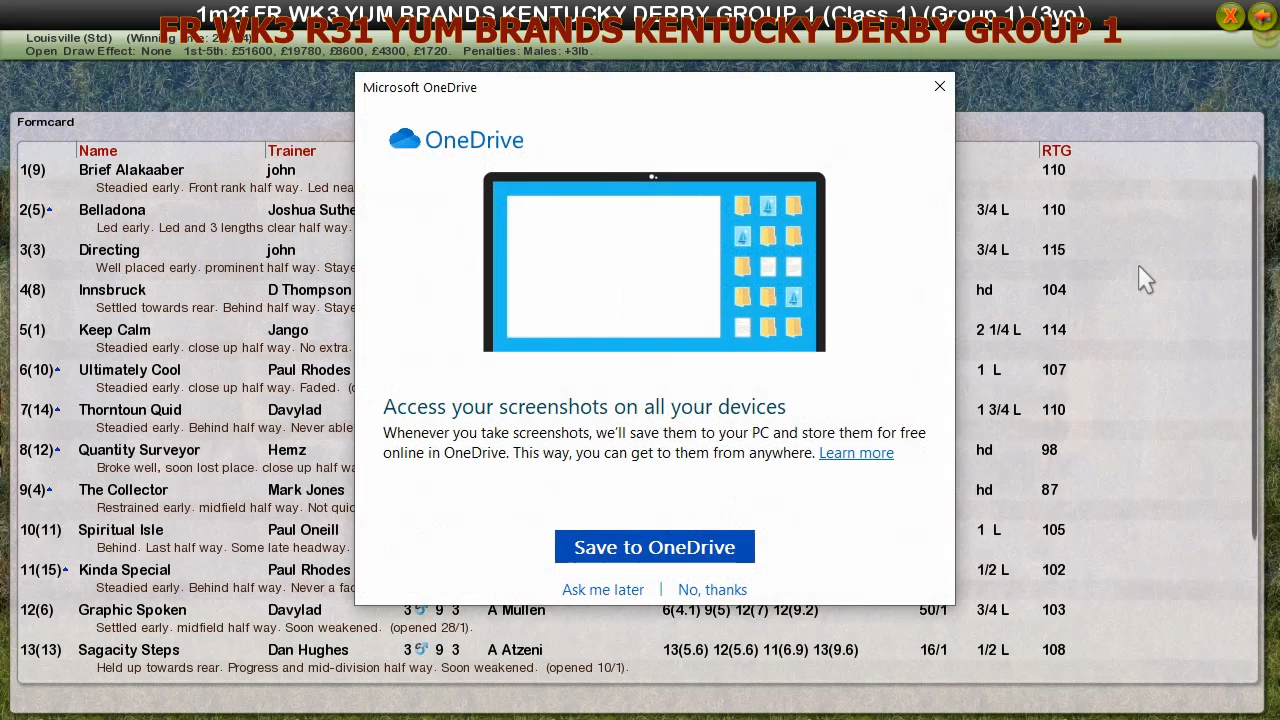 1m2f FR WK3 YUM BRANDS KENTUCKY DERBY GROUP 1 (Class 1) (Group 1) (3yo)
FR WK3 R31 YUM BRANDS KENTUCKY DERBY GROUP 1
Louisville (Std) (Winning
Open Draw Effect: None 1st-5th: £51600, £19780, £8600, £4300, £1720. Penalties: Males: +3lb.
Microsoft OneDrive
OneDrive
Access your screenshots on all your devices
Whenever you take screenshots, we'll save them to your PC and store them for free
online in OneDrive. This way, you can get to them from anywhere. Learn more
Save to OneDrive
Ask me later | No, thanks
Formcard
Name Trainer RTG
1(9) Brief Alakaaber john 110
Steadied early. Front rank half way. Led
2(5) Belladona Joshua 3/4 L 110
Led early. Led and 3 lengths clear half way.
3(3) Directing john 3/4 L 115
Well placed early. prominent half way.
4(8) Innsbruck D Thompson hd 104
Settled towards rear. Behind half way.
5(1) Keep Calm Jango 2 1/4 L 114
Steadied early. close up half way. No extra.
6(10) Ultimately Cool Paul Rhodes 1 L 107
Steadied early. close up half way. Faded.
7(14) Thorntoun Quid Davylad 1 3/4 L 110
Steadied early. Behind half way. Never able
8(12) Quantity Surveyor Hemz hd 98
Broke well, soon lost place. close up half
9(4) The Collector Mark Jones hd 87
Restrained early. midfield half way. Not
10(11) Spiritual Isle Paul Oneill 1 L 105
Behind. Last half way. Some late headway.
11(15) Kinda Special Paul Rhodes 1/2 L 102
Steadied early. Behind half way. Never a
12(6) Graphic Spoken Davylad 3 9 3 A Mullen 6(4.1) 9(5) 12(7) 12(9.2) 50/1 3/4 L 103
Settled early. midfield half way. Soon weakened. (opened 28/1).
13(13) Sagacity Steps Dan Hughes 3 9 3 A Atzeni 13(5.6) 12(5.6) 11(6.9) 13(9.6) 16/1 1/2 L 108
Held up towards rear. Progress and mid-division half way. Soon weakened. (opened 10/1).